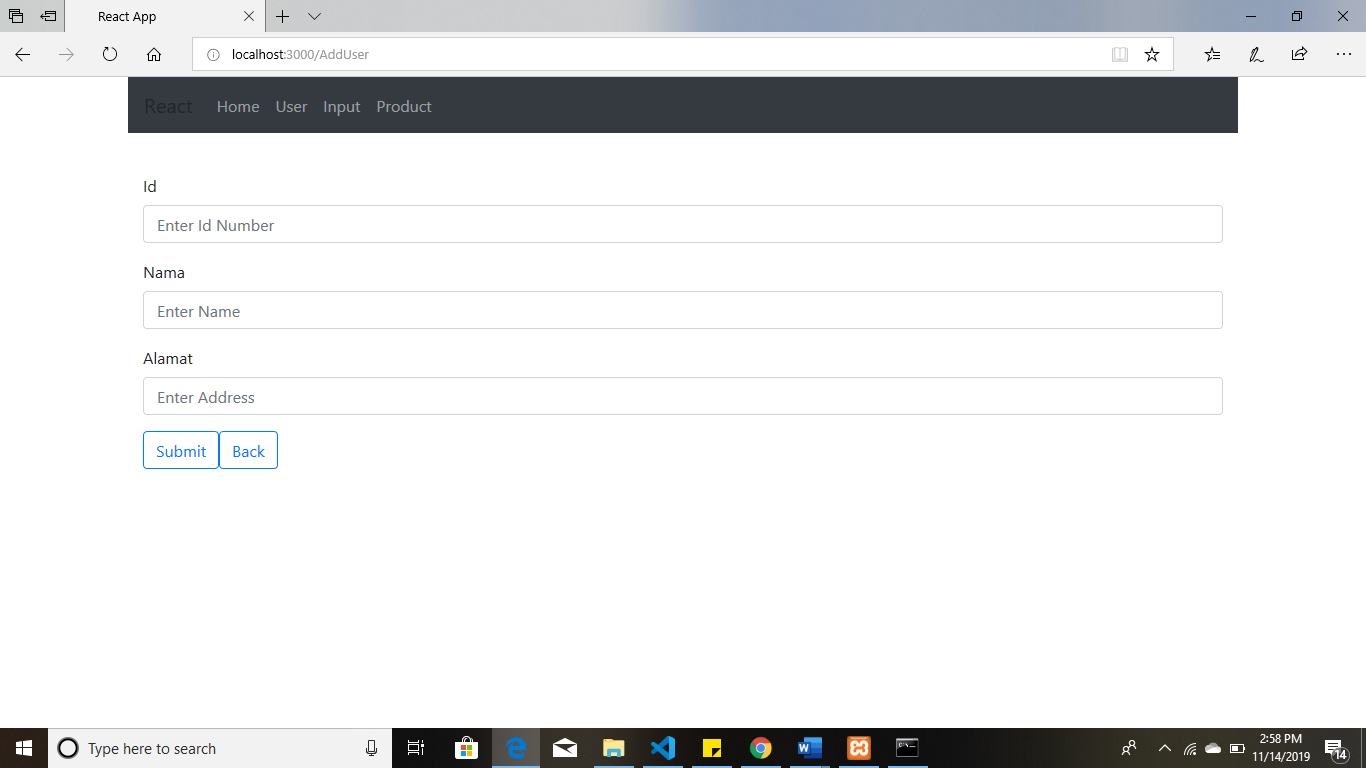 React App
localhost:3000/AddUser
React Home User Input Product
Id
Enter Id Number
Nama
Enter Name
Alamat
Enter Address
Submit Back
Type here to search
2:58 PM
11/14/2019
14